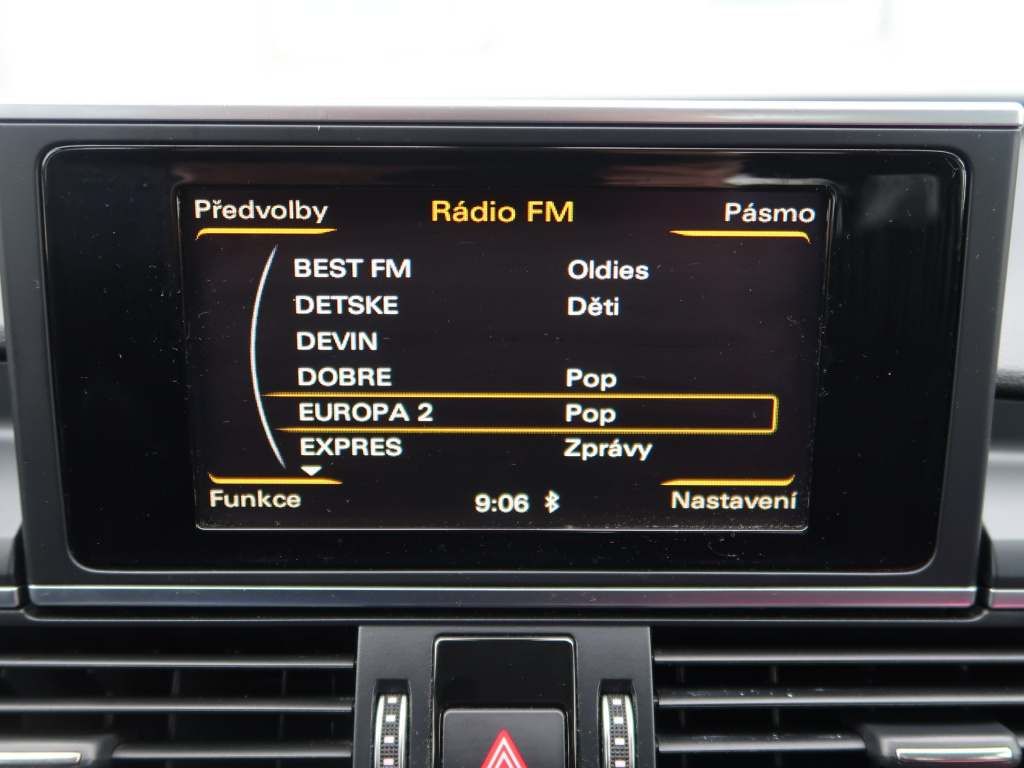 Předvolby Rádio FM Pásmo
BEST FM Oldies
DETSKE Děti
DEVIN
DOBRE Pop
EUROPA 2 Pop
EXPRES Zprávy
Funkce 9:06 Nastavení